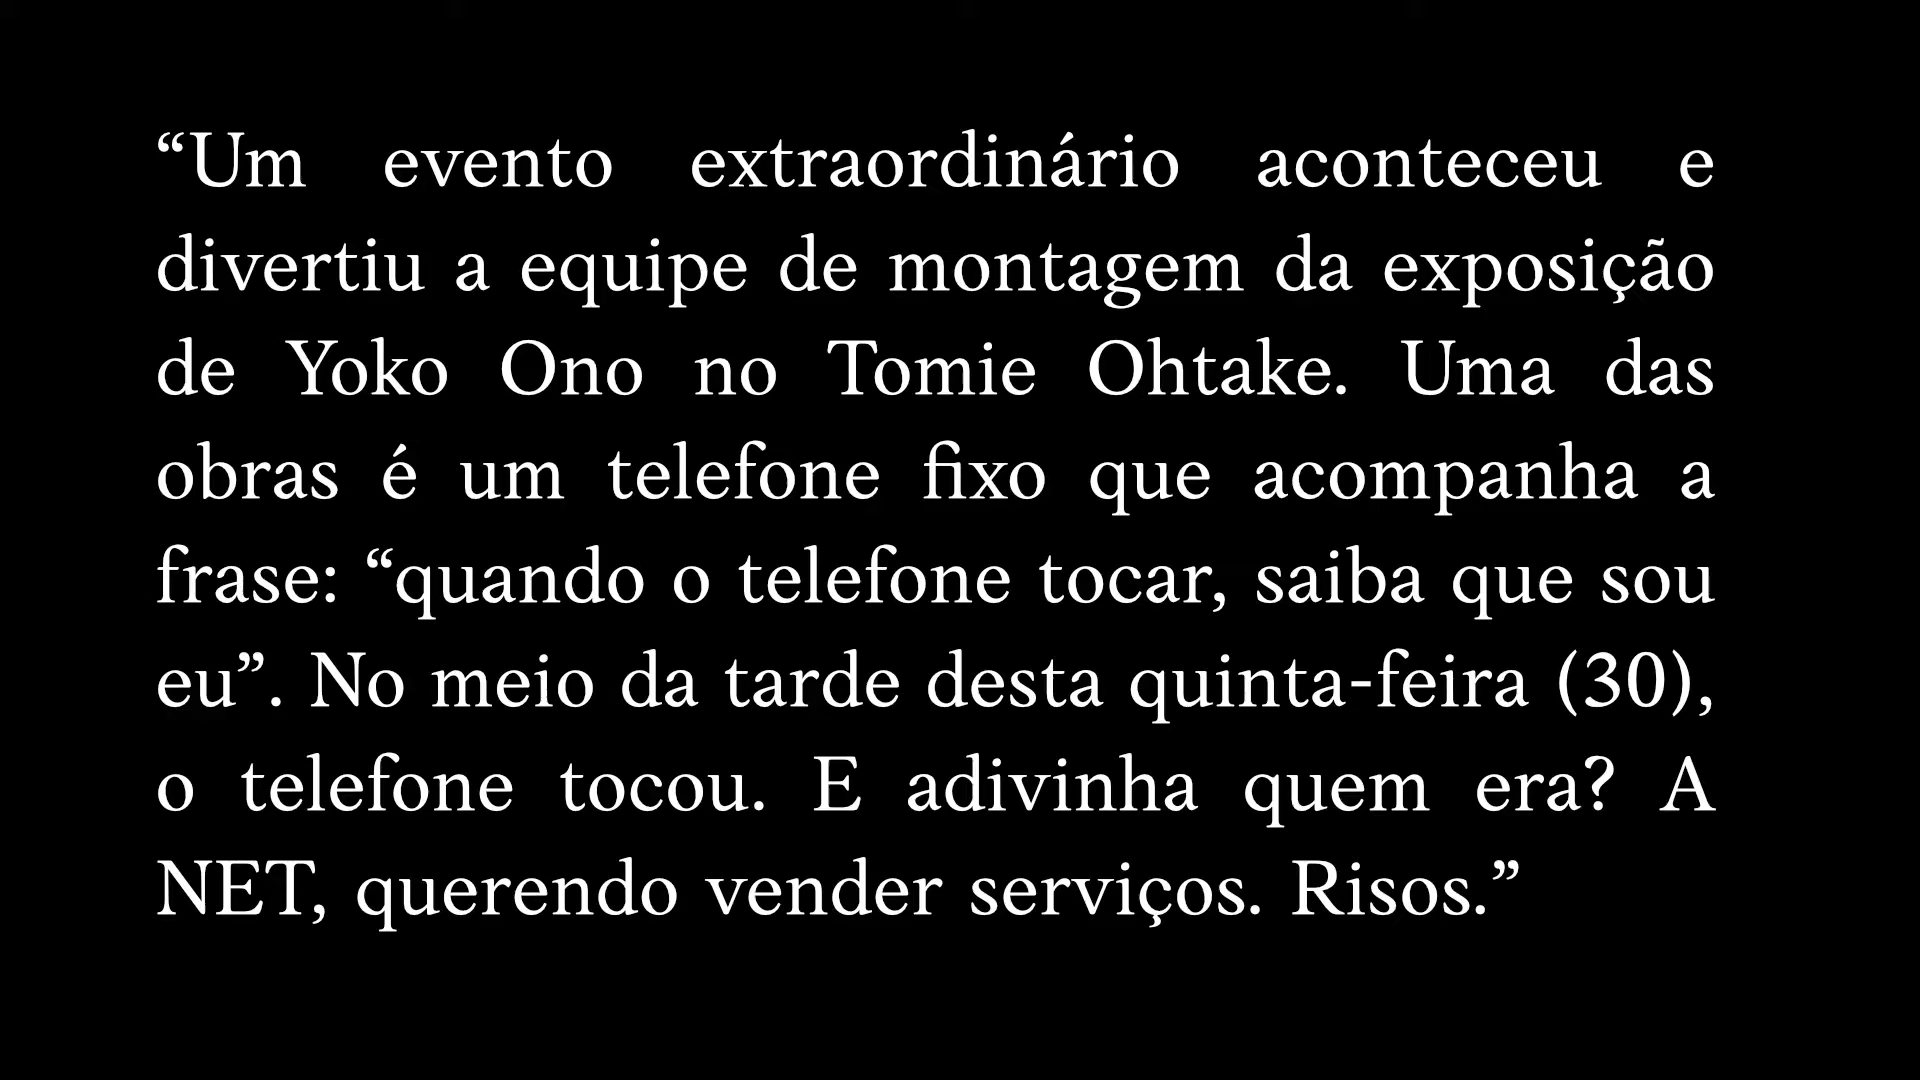 “Um evento extraordinário aconteceu e
divertiu a equipe de montagem da exposição
de Yoko Ono no Tomie Ohtake. Uma das
obras é um telefone fixo que acompanha a
frase: “quando o telefone tocar, saiba que sou
eu”. No meio da tarde desta quinta-feira (30),
o telefone tocou. E adivinha quem era? A
NET, querendo vender serviços. Risos.”